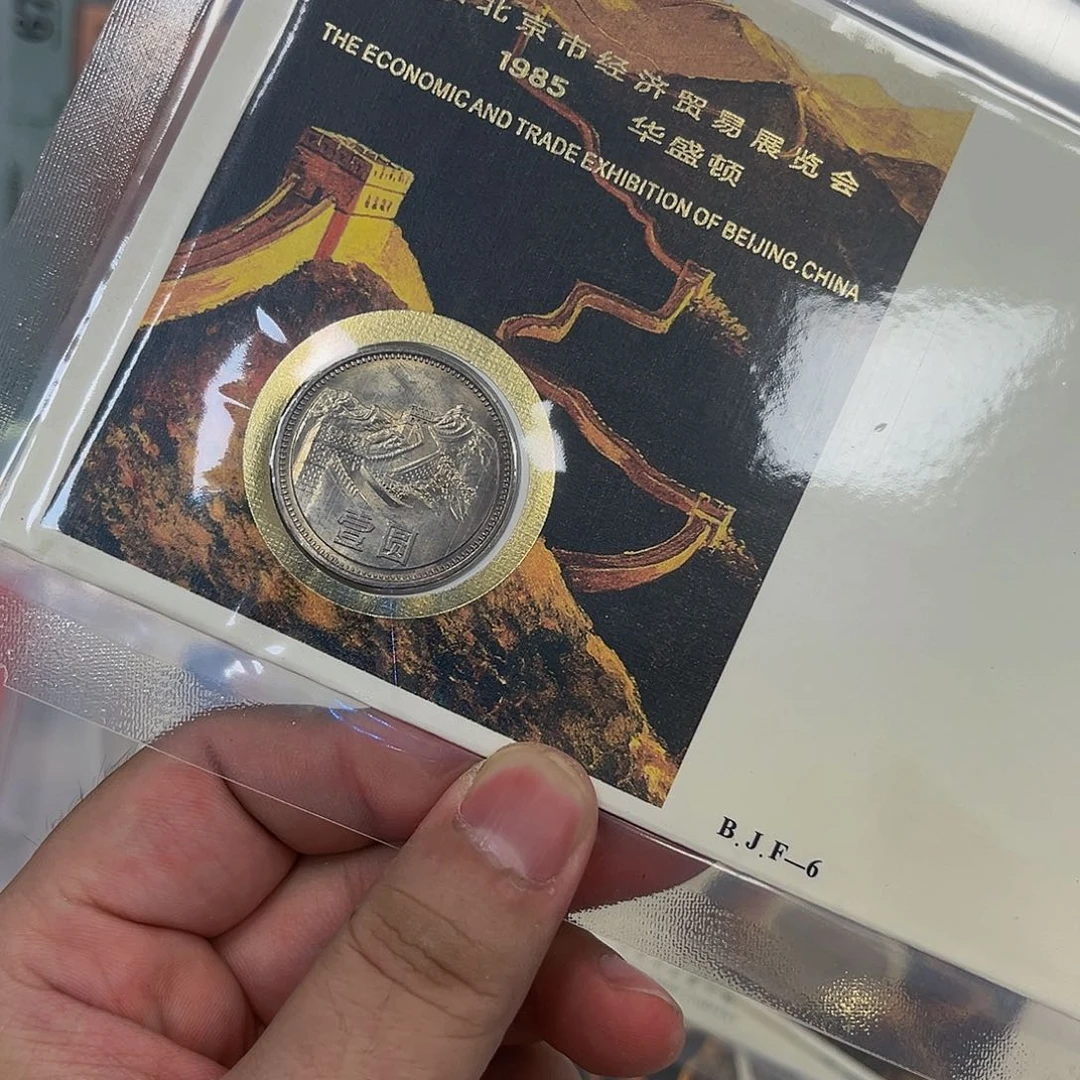 北京市经济贸易展览会
1985 华盛顿
THE ECONOMIC AND TRADE EXHIBITION OF BEIJING.CHINA
壹圆
B.J.F—6